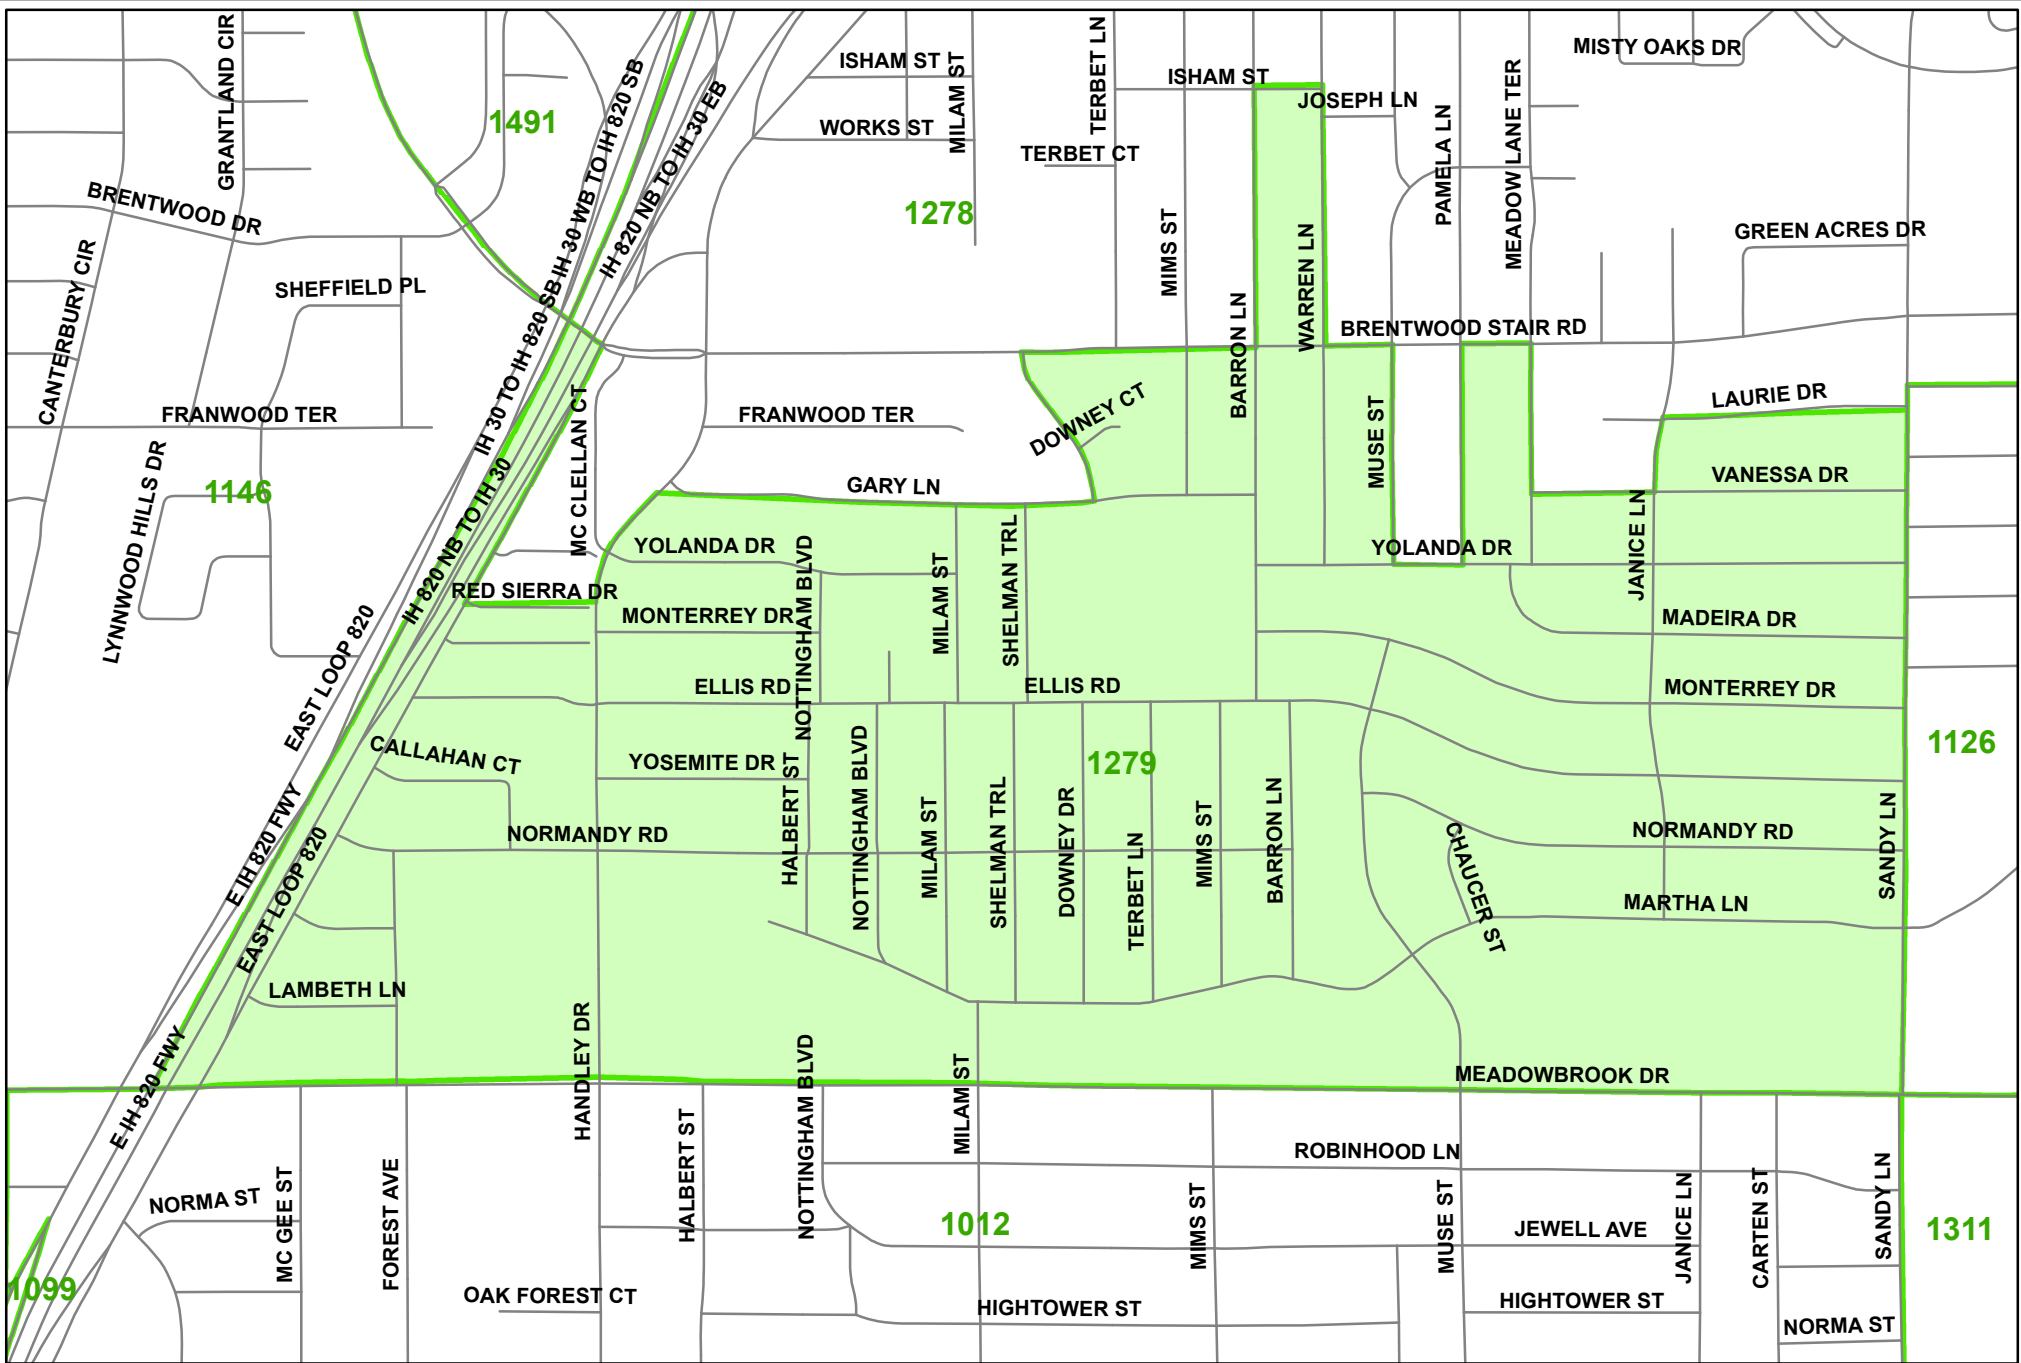 GRANTLAND CIR
1491
IH 30 WB TO IH 820 SB
IH 820 NB TO IH 30 EB
ISHAM ST
MILAM ST
WORKS ST
TERBET LN
ISHAM ST
JOSEPH LN
PAMELA LN
MEADOW LANE TER
MISTY OAKS DR
TERBET CT
BRENTWOOD DR
1278
MIMS ST
WARREN LN
GREEN ACRES DR
CANTERBURY CIR
SHEFFIELD PL
IH 30 TO IH 820 SB
BARRON LN
BRENTWOOD STAIR RD
FRANWOOD TER
MC CLELLAN CT
FRANWOOD TER
DOWNEY CT
MUSE ST
LAURIE DR
LYNNWOOD HILLS DR
1146
IH 820 NB TO IH 30
GARY LN
VANESSA DR
YOLANDA DR
NOTTINGHAM BLVD
MILAM ST
SHELMAN TRL
YOLANDA DR
JANICE LN
RED SIERRA DR
MONTERREY DR
MADEIRA DR
EAST LOOP 820
ELLIS RD
ELLIS RD
MONTERREY DR
CALLAHAN CT
YOSEMITE DR
HALBERT ST
NOTTINGHAM BLVD
1279
1126
E IH 820 FWY
EAST LOOP 820
NORMANDY RD
MILAM ST
SHELMAN TRL
DOWNEY DR
TERBET LN
MIMS ST
BARRON LN
CHAUCER ST
NORMANDY RD
SANDY LN
MARTHA LN
LAMBETH LN
HANDLEY DR
NOTTINGHAM BLVD
MILAM ST
MEADOWBROOK DR
E IH 820 FWY
ROBINHOOD LN
NORMA ST
MC GEE ST
FOREST AVE
HALBERT ST
1012
MIMS ST
MUSE ST
JEWELL AVE
JANICE LN
CARTEN ST
SANDY LN
1311
1099
OAK FOREST CT
HIGHTOWER ST
HIGHTOWER ST
NORMA ST